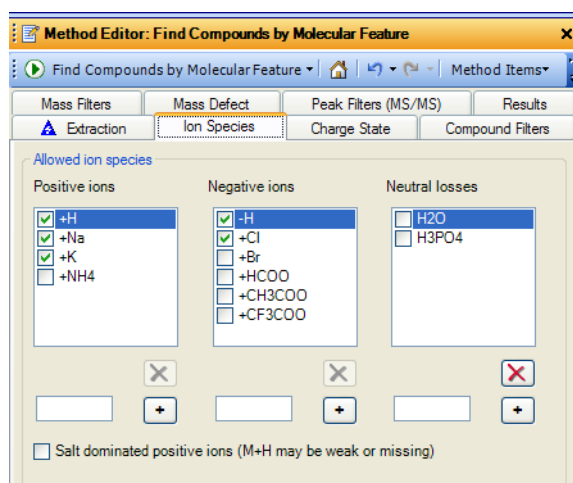 Method Editor: Find Compounds by Molecular Feature x
Find Compounds by Molecular Feature Method Items
Mass Filters Mass Defect Peak Filters (MS/MS) Results
Extraction Ion Species Charge State Compound Filters
Allowed ion species
Positive ions Negative ions Neutral losses
+H -H H2O
+Na +Cl H3PO4
+K +Br
+NH4 +HCOO
+CH3COO
+CF3COO
Salt dominated positive ions (M+H may be weak or missing)